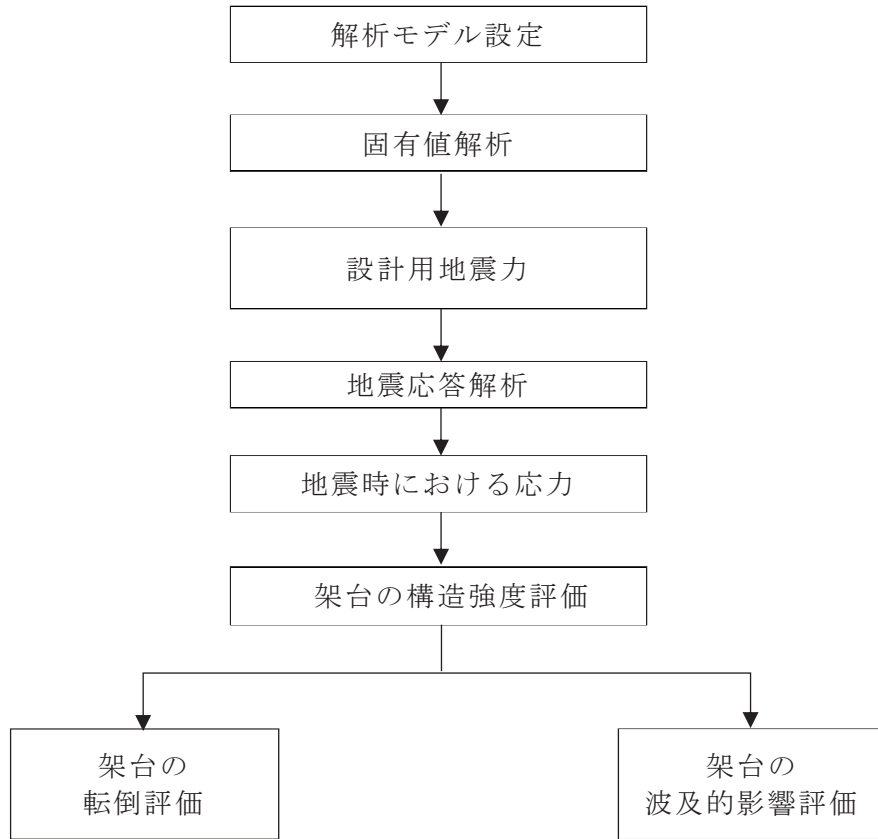 解析モデル設定
固有値解析
設計用地震力
地震応答解析
地震時における応力
架台の構造強度評価
架台の
転倒評価
架台の
波及的影響評価